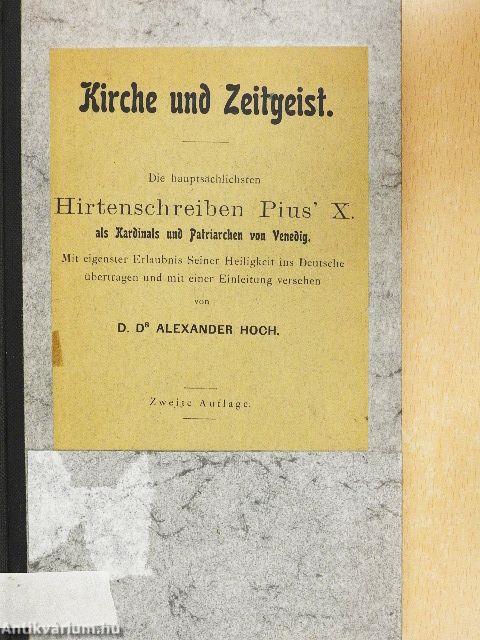 Kirche und Zeitgeist.
Die hauptsächlichsten
Hirtenschreiben Pius' X.
als Kardinals und Patriarchen von Venedig.
Mit eigenster Erlaubnis Seiner Heiligkeit ins Deutsche
übertragen und mit einer Einleitung versehen
von
D. DR ALEXANDER HOCH.
Zweite Auflage.
Antikvárium.hu